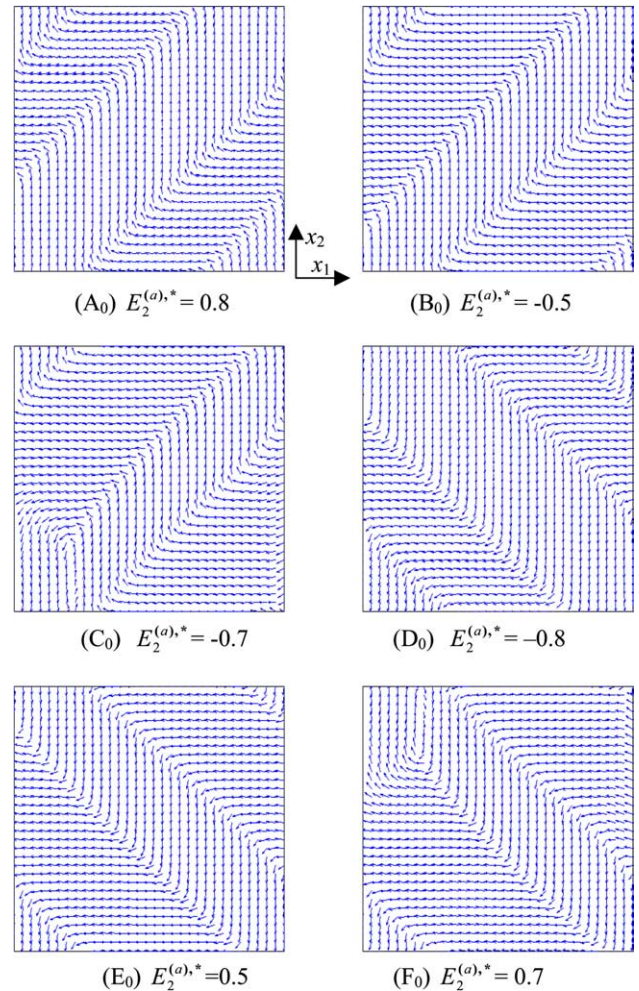 x₂
x₁
(A₀) E₂⁽ᵃ⁾,* = 0.8
(B₀) E₂⁽ᵃ⁾,* = -0.5
(C₀) E₂⁽ᵃ⁾,* = -0.7
(D₀) E₂⁽ᵃ⁾,* = –0.8
(E₀) E₂⁽ᵃ⁾,* =0.5
(F₀) E₂⁽ᵃ⁾,* = 0.7